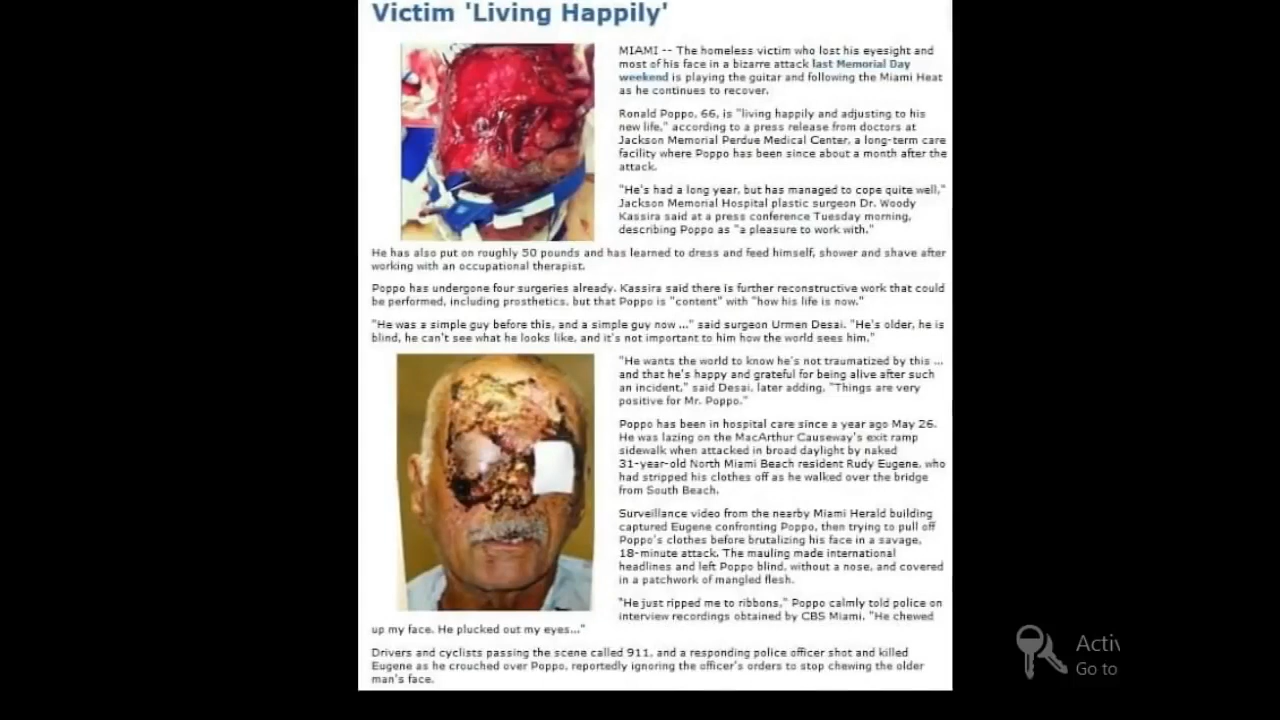 Victim 'Living Happily'
MIAMI -- The homeless victim who lost his eyesight and
most of his face in a bizarre attack last Memorial Day
weekend is playing the guitar and following the Miami Heat
as he continues to recover.
Ronald Poppo, 66, is "living happily and adjusting to his
new life," according to a press release from doctors at
Jackson Memorial Perdue Medical Center, a long-term care
facility where Poppo has been since about a month after the
attack.
"He's had a long year, but has managed to cope quite well,"
Jackson Memorial Hospital plastic surgeon Dr. Woody
Kassira said at a press conference Tuesday morning,
describing Poppo as "a pleasure to work with."
He has also put on roughly 50 pounds and has learned to dress and feed himself, shower and shave after
working with an occupational therapist.
Poppo has undergone four surgeries already. Kassira said there is further reconstructive work that could
be performed, including prosthetics, but that Poppo is "content" with "how his life is now."
"He was a simple guy before this, and a simple guy now ..." said surgeon Urmen Desai. "He's older, he is
blind, he can't see what he looks like, and it's not important to him how the world sees him."
"He wants the world to know he's not traumatized by this ...
and that he's happy and grateful for being alive after such
an incident," said Desai, later adding, "Things are very
positive for Mr. Poppo."
Poppo has been in hospital care since a year ago May 26.
He was lazing on the MacArthur Causeway's exit ramp
sidewalk when attacked in broad daylight by naked
31-year-old North Miami Beach resident Rudy Eugene, who
had stripped his clothes off as he walked over the bridge
from South Beach.
Surveillance video from the nearby Miami Herald building
captured Eugene confronting Poppo, then trying to pull off
Poppo's clothes before brutalizing his face in a savage,
18-minute attack. The mauling made international
headlines and left Poppo blind, without a nose, and covered
in a patchwork of mangled flesh.
"He just ripped me to ribbons," Poppo calmly told police on
interview recordings obtained by CBS Miami. "He chewed
up my face. He plucked out my eyes..."
Drivers and cyclists passing the scene called 911, and a responding police officer shot and killed
Eugene as he crouched over Poppo, reportedly ignoring the officer's orders to stop chewing the older
man's face.
Activ
Go to